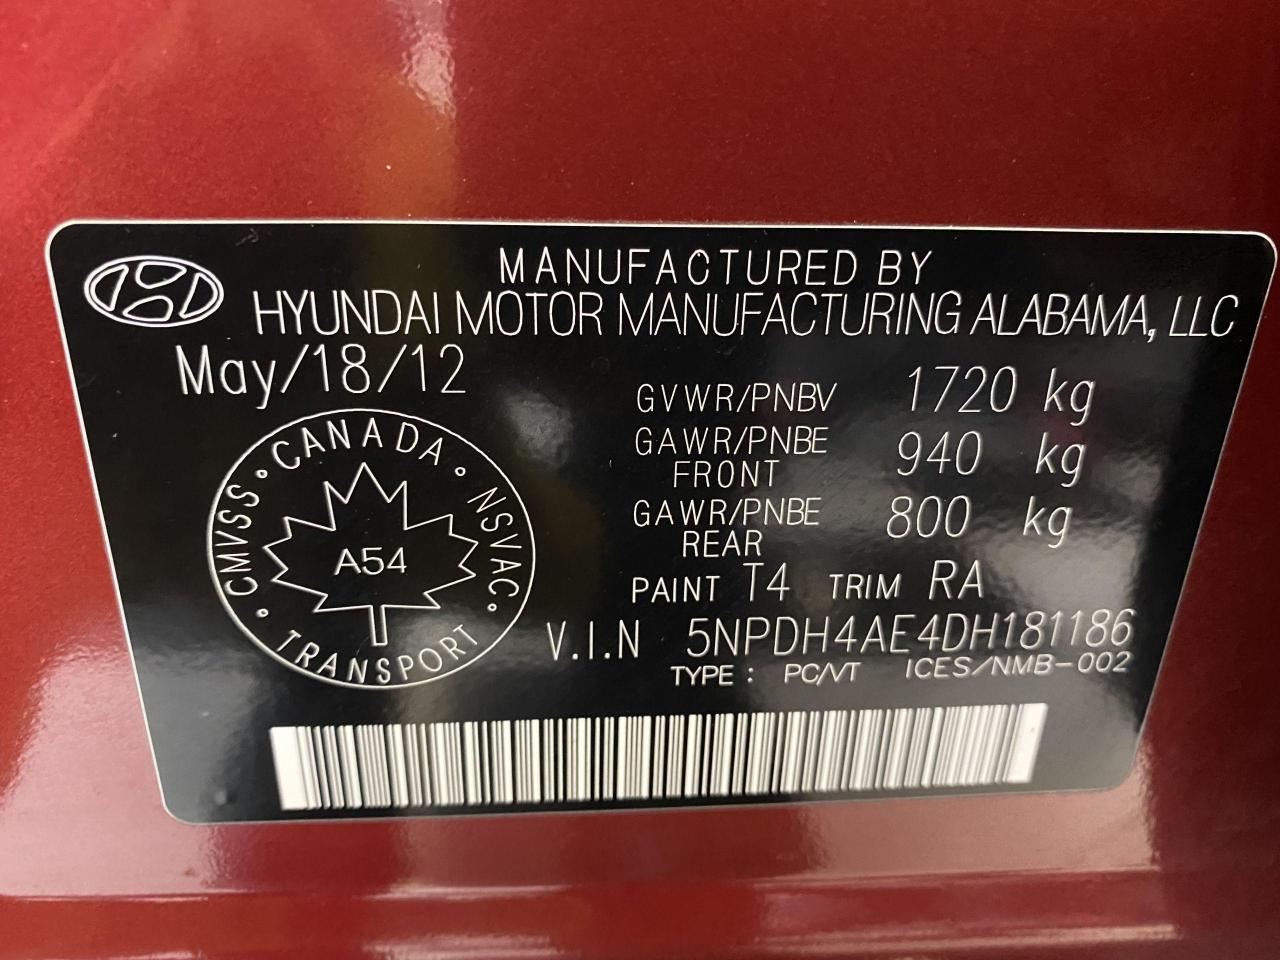 MANUFACTURED BY
HYUNDAI MOTOR MANUFACTURING ALABAMA, LLC
May/18/12
GVWR/PNBV 1720 kg
GAWR/PNBE FRONT 940 kg
GAWR/PNBE REAR 800 kg
PAINT T4 TRIM RA
V.I.N 5NPDH4AE4DH181186
TYPE : PC/VT ICES/NMB-002
CANADA
CMVSS
NSVAC
A54
TRANSPORT